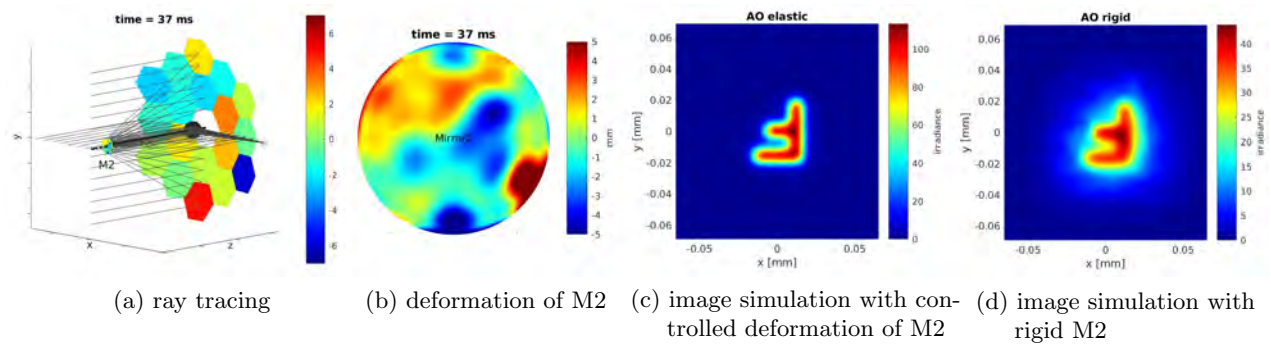 time = 37 ms
6
4
2
0
-2
-4
-6
y
M2
x
z
(a) ray tracing
time = 37 ms
Mirror2
5
4
3
2
1
0
-1
-2
-3
-4
-5
mm
(b) deformation of M2
AO elastic
0.06
0.04
0.02
0
-0.02
-0.04
-0.06
y [mm]
-0.05
0
0.05
x [mm]
100
80
60
40
20
0
irradiance
(c) image simulation with con-
trolled deformation of M2
AO rigid
0.06
0.04
0.02
0
-0.02
-0.04
-0.06
y [mm]
-0.05
0
0.05
x [mm]
40
35
30
25
20
15
10
5
0
irradiance
(d) image simulation with
rigid M2